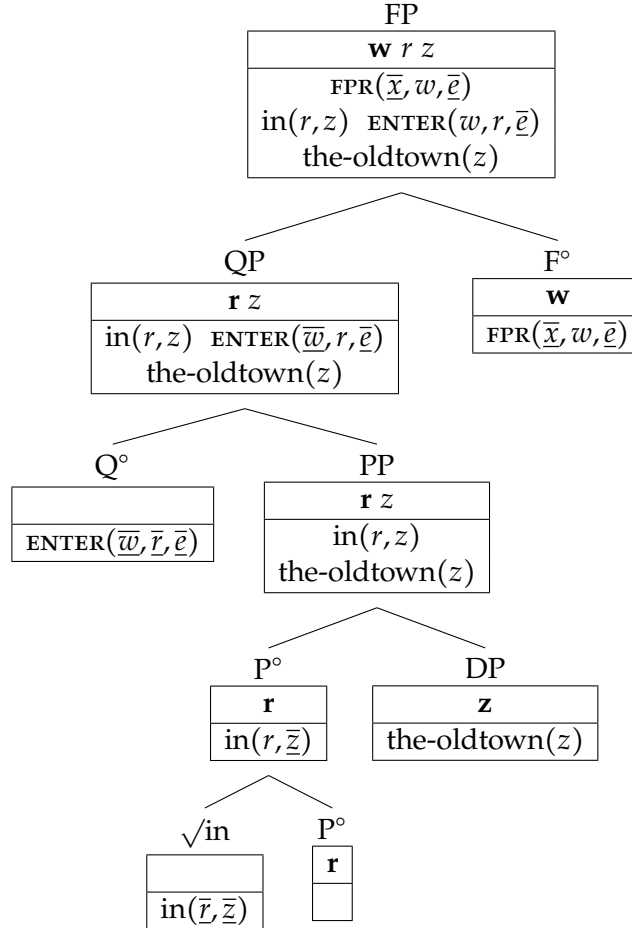 FP
w r z
FPR(x̲̅, w, e̲̅)
in(r, z) ENTER(w, r, e̲̅)
the-oldtown(z)
QP F°
r z w
in(r, z) ENTER(w̲̅, r, e̲̅) FPR(x̲̅, w, e̲̅)
the-oldtown(z)
Q° PP
r z
ENTER(w̲̅, r̲̅, e̲̅) in(r, z)
the-oldtown(z)
P° DP
r z
in(r, z̲̅) the-oldtown(z)
√in P°
r
in(r̲̅, z̲̅)